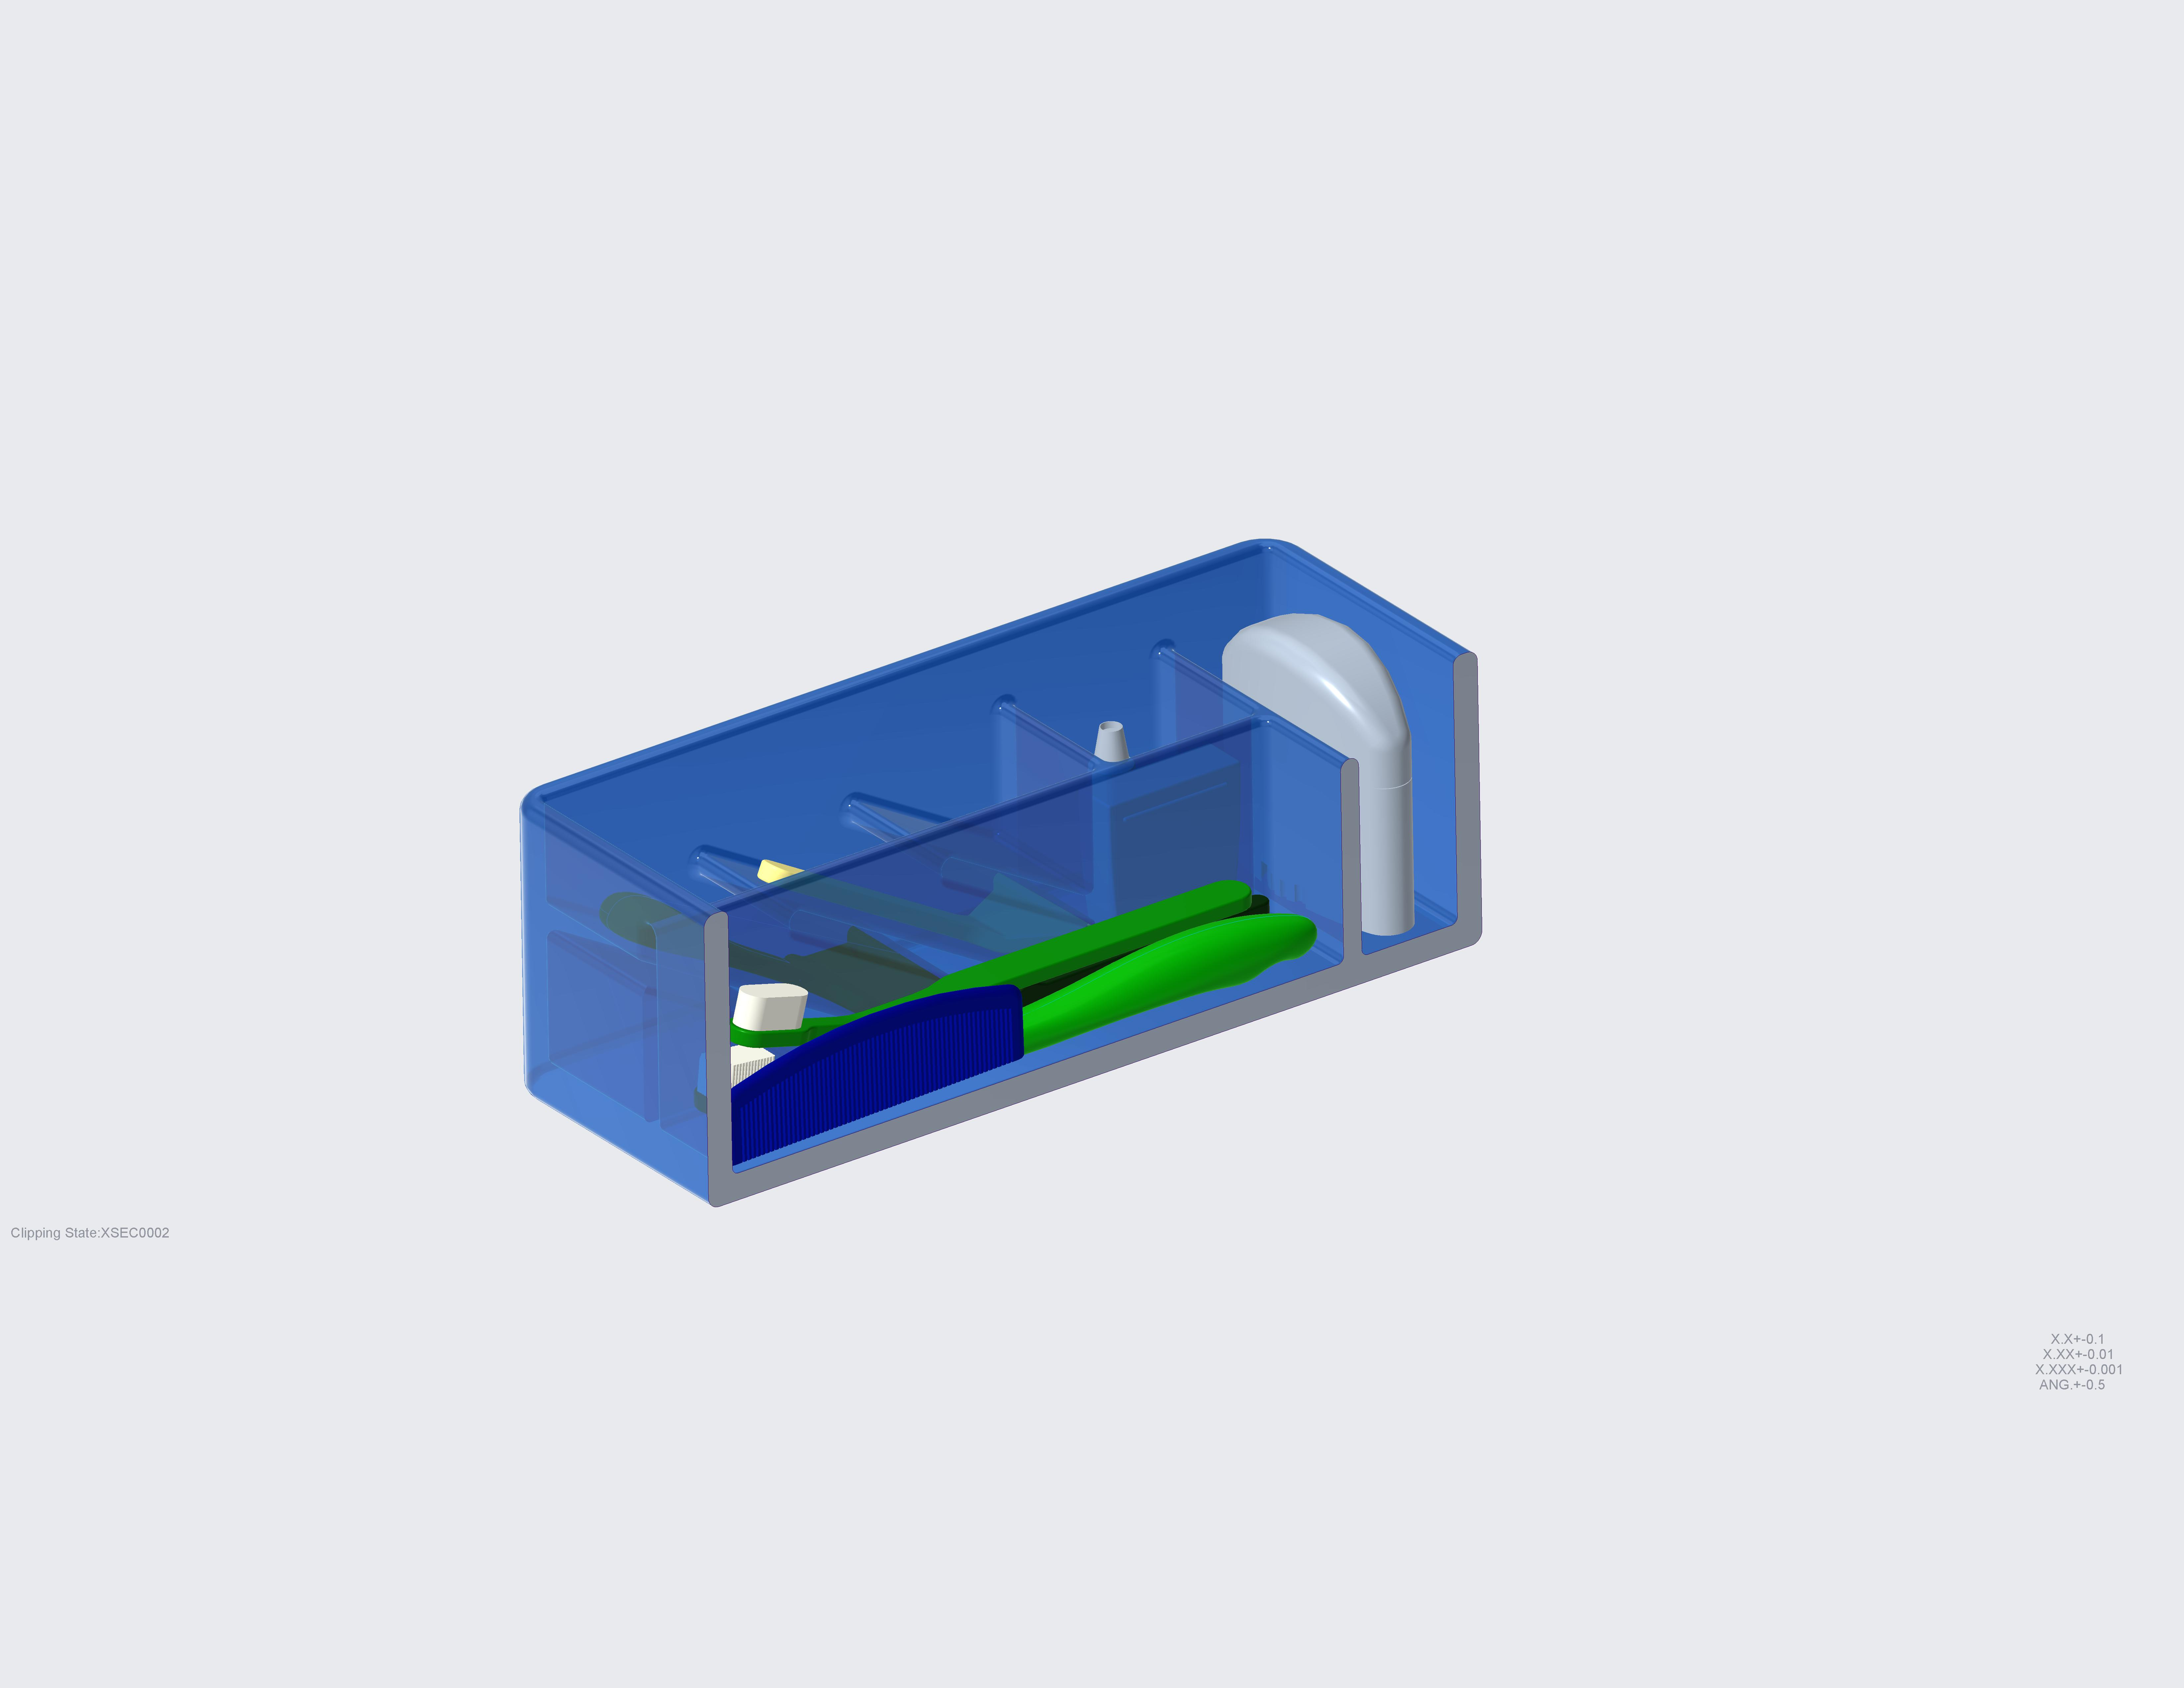 Clipping State:XSEC0002
X.X+-0.1
X.XX+-0.01
X.XXX+-0.001
ANG.+-0.5